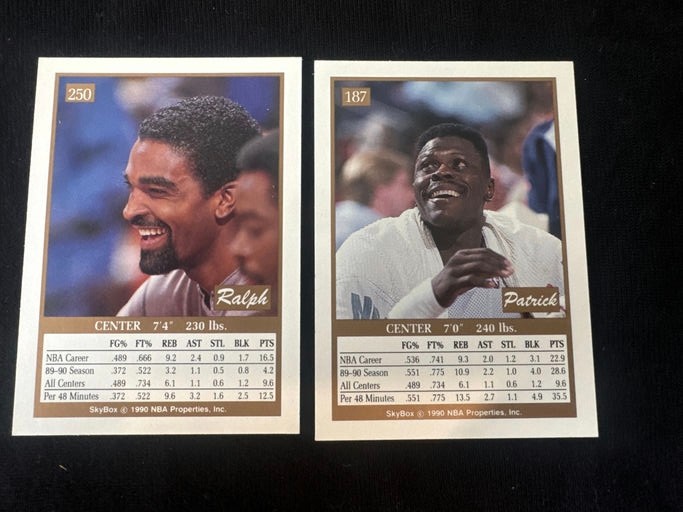 250
Ralph
CENTER 7'4" 230 lbs.
FG% FT% REB AST STL BLK PTS
NBA Career .489 .666 9.2 2.4 0.9 1.7 16.5
89-90 Season .372 .522 3.2 1.1 0.5 0.8 4.2
All Centers .489 .734 6.1 1.1 0.6 1.2 9.6
Per 48 Minutes .372 .522 9.6 3.2 1.6 2.5 12.5
SkyBox © 1990 NBA Properties, Inc.
187
Patrick
CENTER 7'0" 240 lbs.
FG% FT% REB AST STL BLK PTS
NBA Career .536 .741 9.3 2.0 1.2 3.1 22.9
89-90 Season .551 .775 10.9 2.2 1.0 4.0 28.6
All Centers .489 .734 6.1 1.1 0.6 1.2 9.6
Per 48 Minutes .551 .775 13.5 2.7 1.1 4.9 35.5
SkyBox © 1990 NBA Properties, Inc.